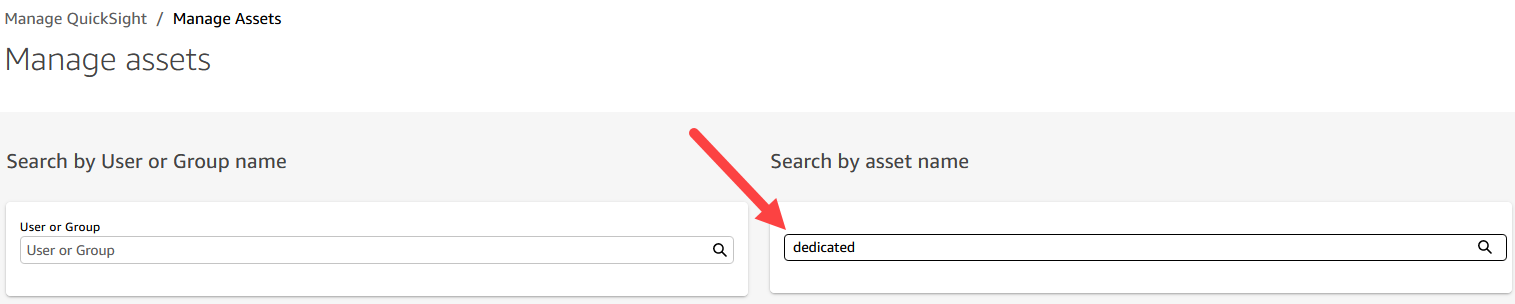 Manage QuickSight / Manage Assets
Manage assets
Search by User or Group name
Search by asset name
User or Group
User or Group
dedicated